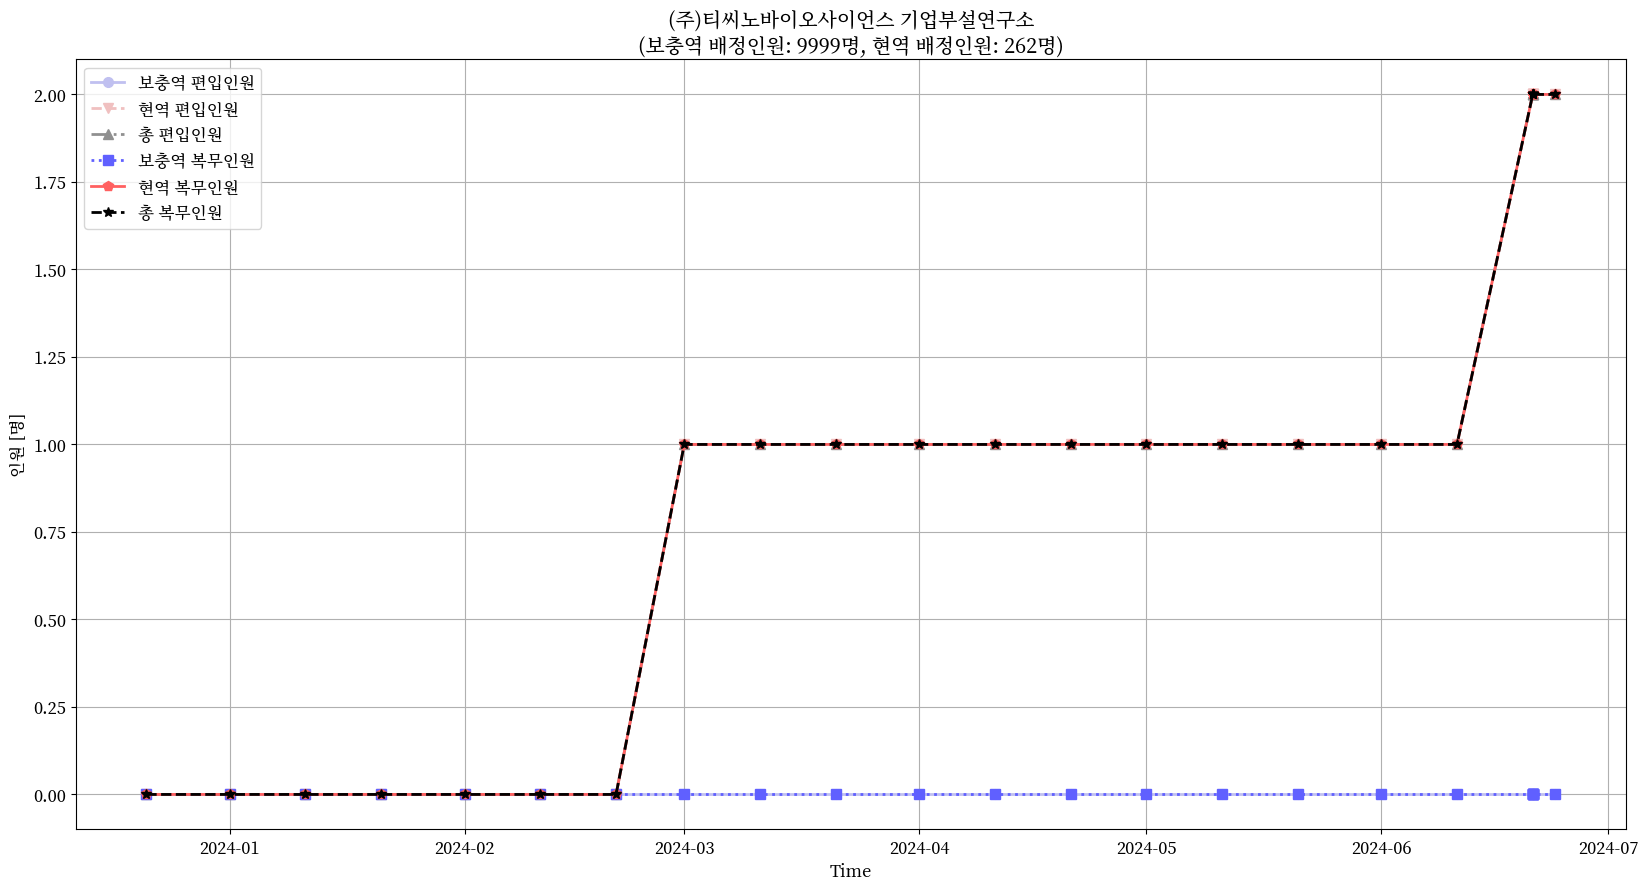 (주)티씨노바이오사이언스 기업부설연구소
(보충역 배정인원: 9999명, 현역 배정인원: 262명)
보충역 편입인원
현역 편입인원
총 편입인원
보충역 복무인원
현역 복무인원
총 복무인원
2.00
1.75
1.50
1.25
1.00
0.75
0.50
0.25
0.00
인원 [명]
2024-01
2024-02
2024-03
2024-04
2024-05
2024-06
2024-07
Time